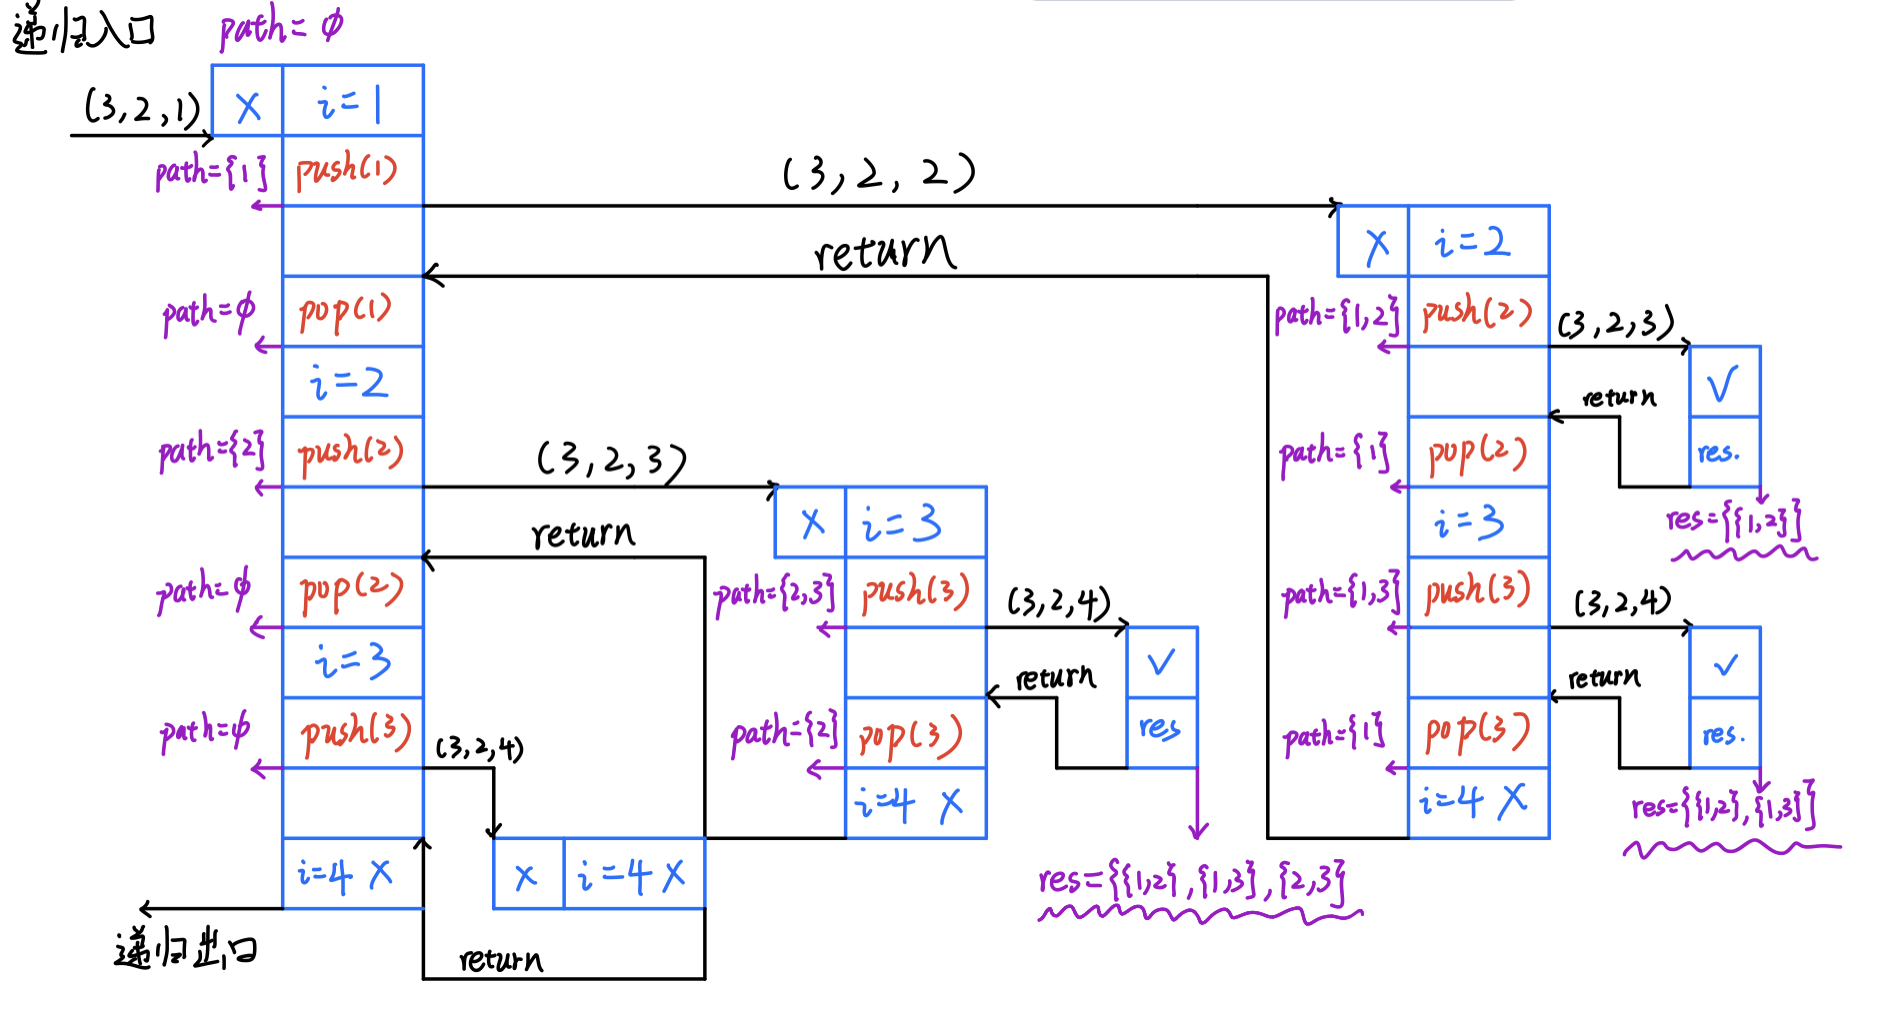 递归入口 path=φ
(3,2,1) X i=1
path={1} push(1)
(3,2,2)
return
X i=2
path=φ pop(1)
path={1,2} push(2) (3,2,3)
i=2
return √
path={2} push(2) (3,2,3)
path={1} pop(2) res.
res={{1,2}}
X i=3
i=3
return
path=φ pop(2)
path={2,3} push(3) (3,2,4)
path={1,3} push(3) (3,2,4)
i=3
return √
return √
path=φ push(3) (3,2,4)
path={2} pop(3) res
path={1} pop(3) res.
i=4 X
i=4 X
res={{1,2},{1,3}}
i=4 X
X i=4 X
res={{1,2},{1,3},{2,3}}
递归出口
return